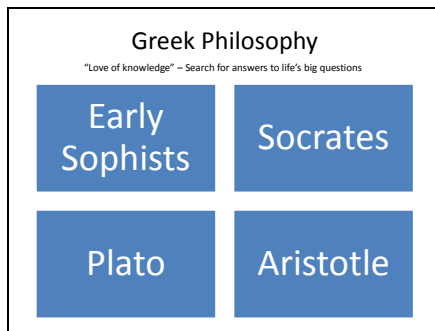 Greek Philosophy
“Love of knowledge” – Search for answers to life’s big questions
Early
Sophists
Socrates
Plato
Aristotle